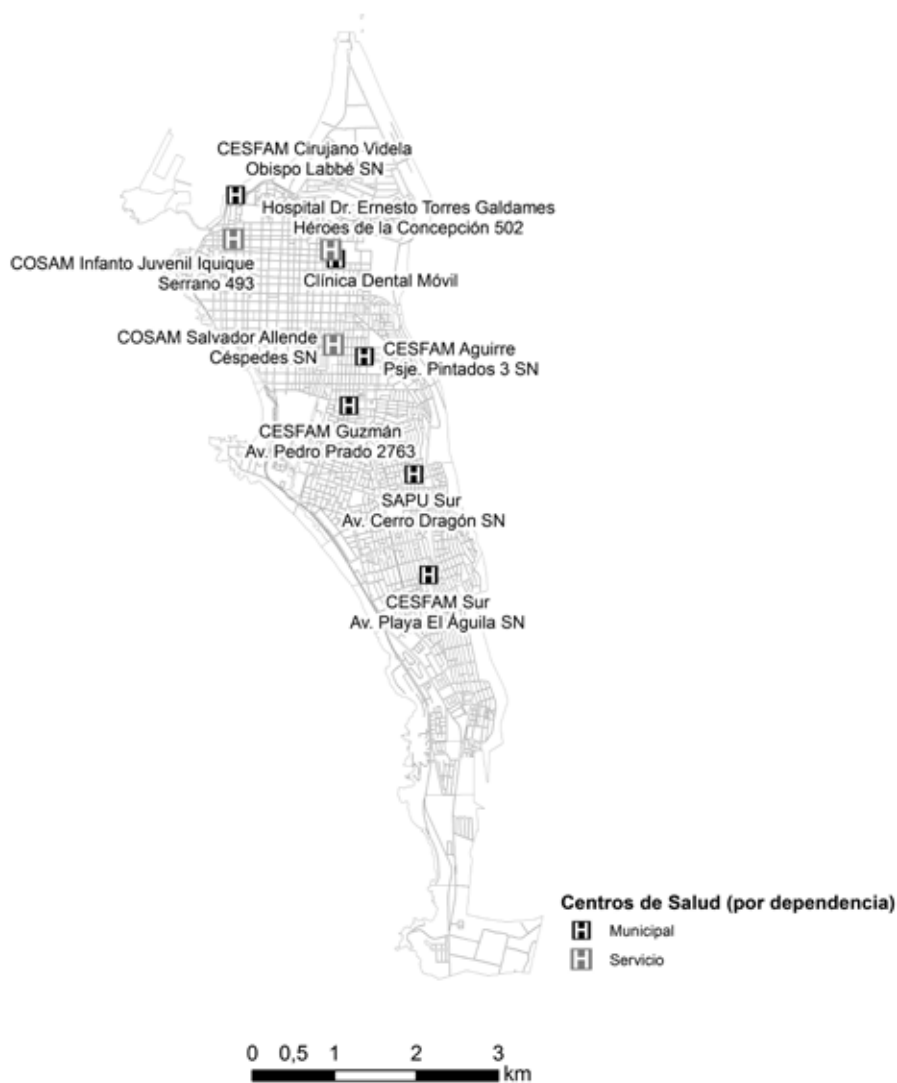 CESFAM Cirujano Videla
Obispo Labbé SN
Hospital Dr. Ernesto Torres Galdames
Héroes de la Concepción 502
COSAM Infanto Juvenil Iquique
Serrano 493
Clínica Dental Móvil
COSAM Salvador Allende
Céspedes SN
CESFAM Aguirre
Psje. Pintados 3 SN
CESFAM Guzmán
Av. Pedro Prado 2763
SAPU Sur
Av. Cerro Dragón SN
CESFAM Sur
Av. Playa El Águila SN
Centros de Salud (por dependencia)
H Municipal
H Servicio
0 0,5 1 2 3
km